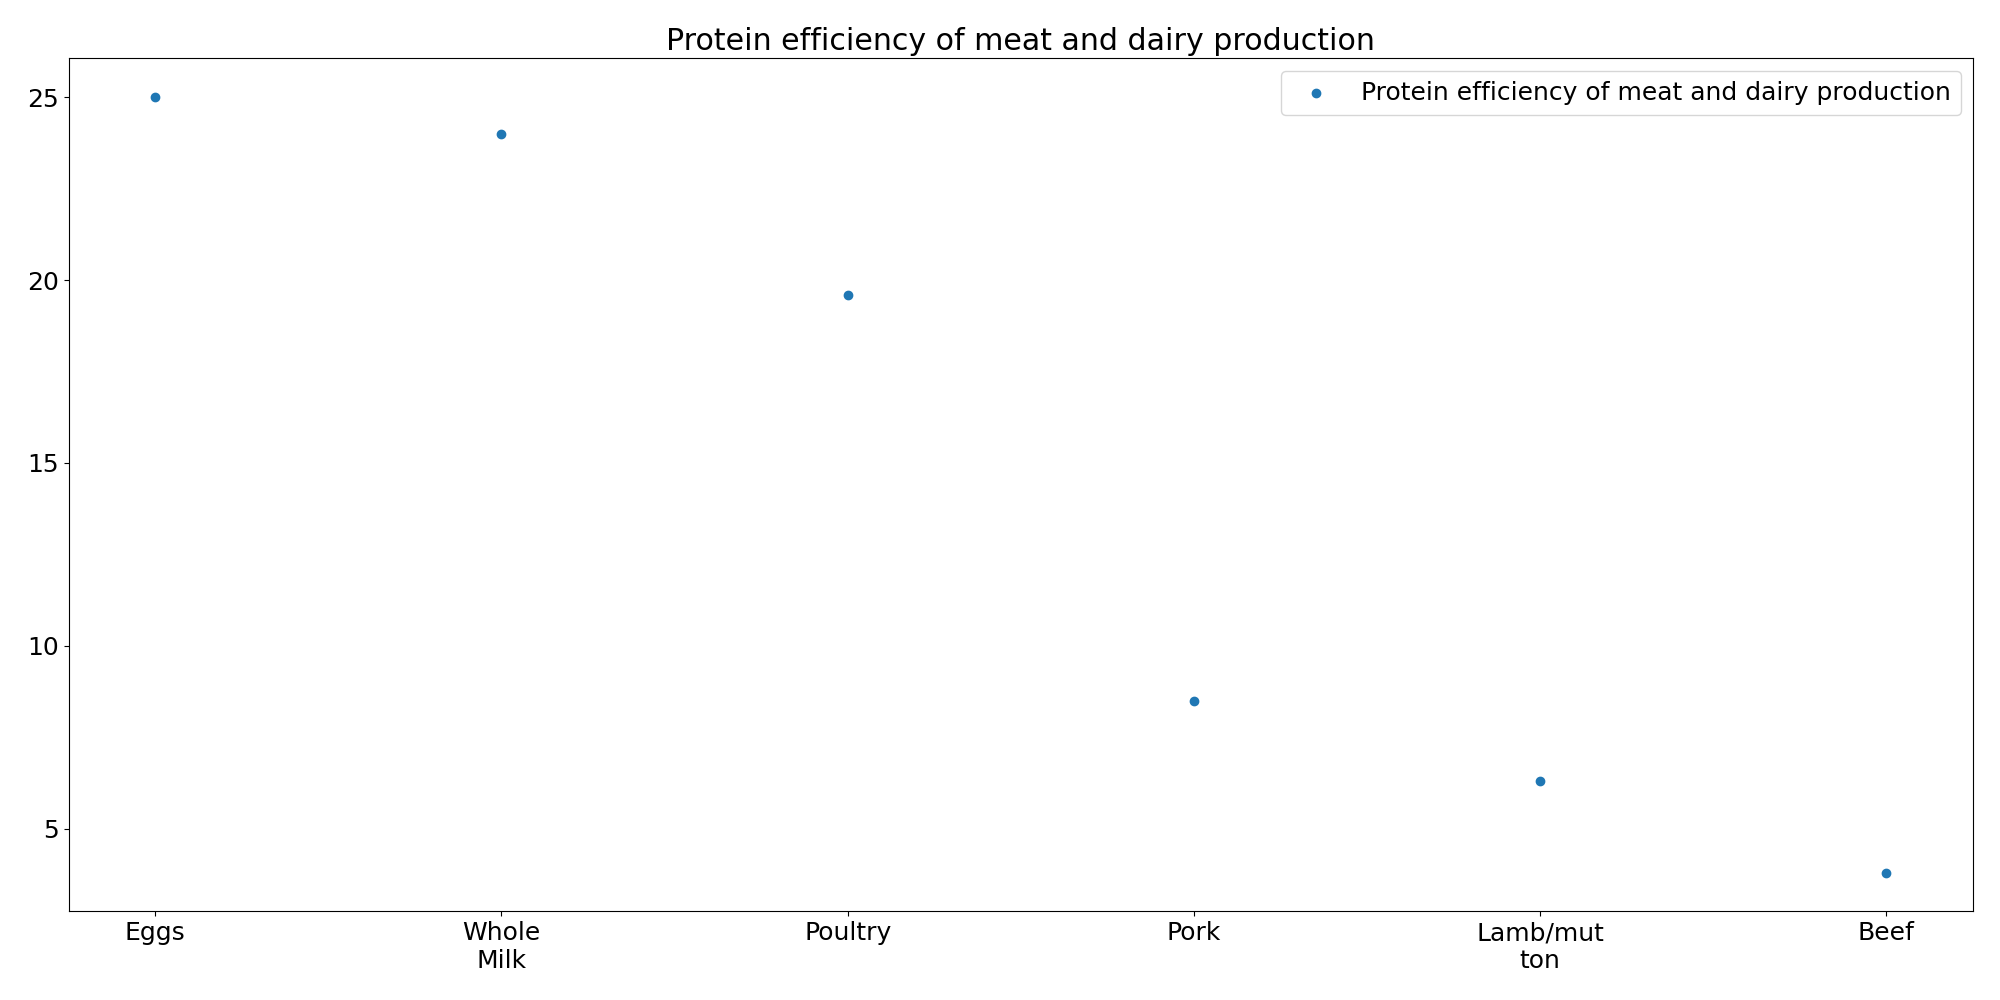 Protein efficiency of meat and dairy production
Protein efficiency of meat and dairy production
25
20
15
10
5
Eggs
Whole
Milk
Poultry
Pork
Lamb/mut
ton
Beef